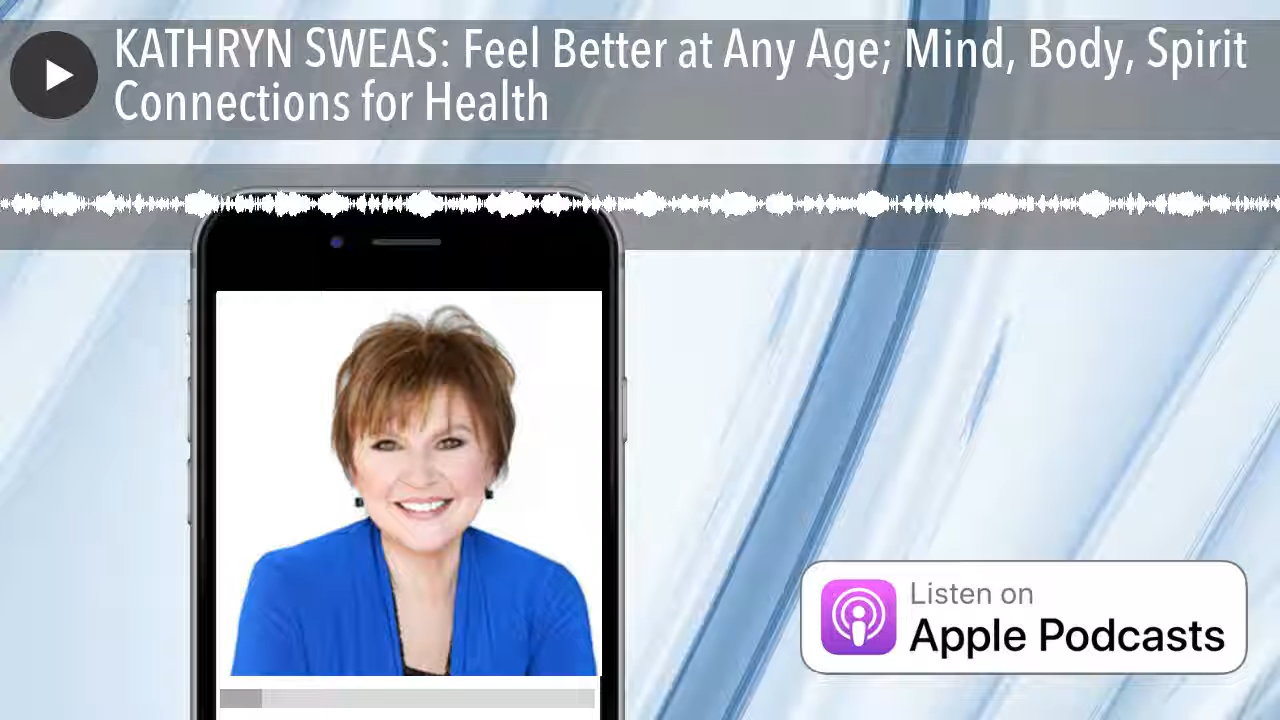 KATHRYN SWEAS: Feel Better at Any Age; Mind, Body, Spirit
Connections for Health
Listen on
Apple Podcasts